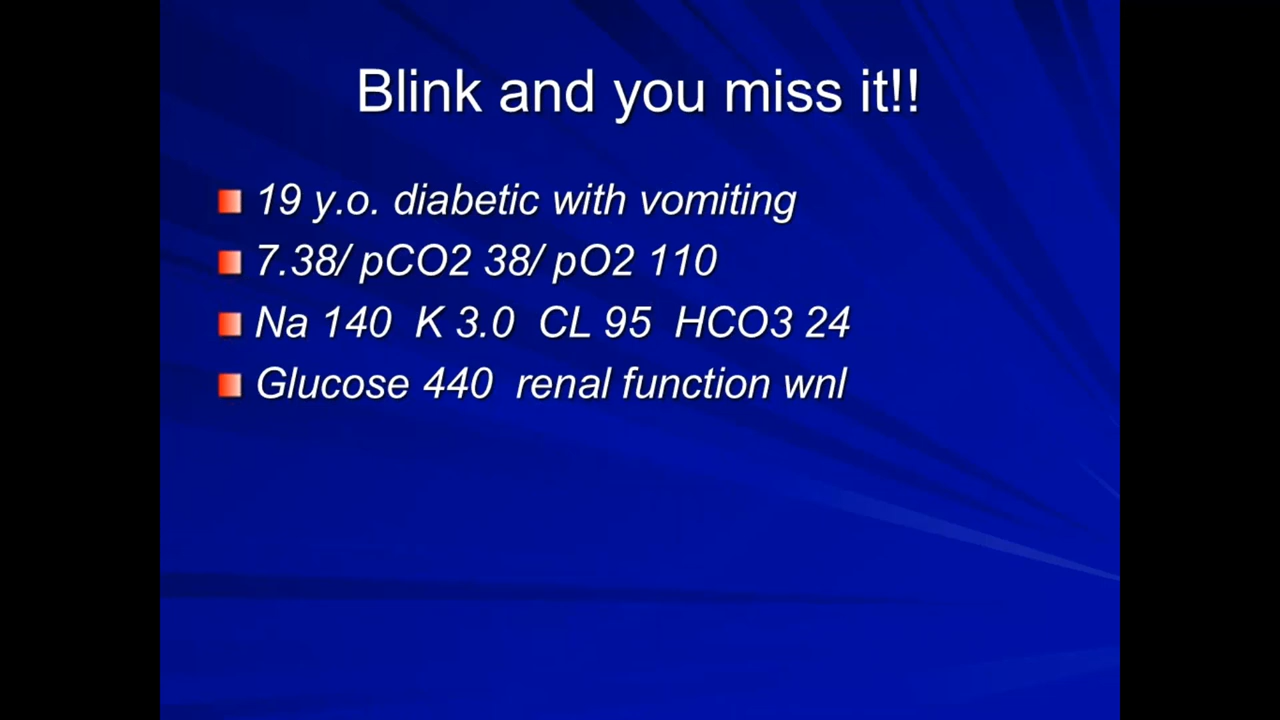 Blink and you miss it!!
19 y.o. diabetic with vomiting
7.38/ pCO2 38/ pO2 110
Na 140  K 3.0  CL 95  HCO3 24
Glucose 440  renal function wnl